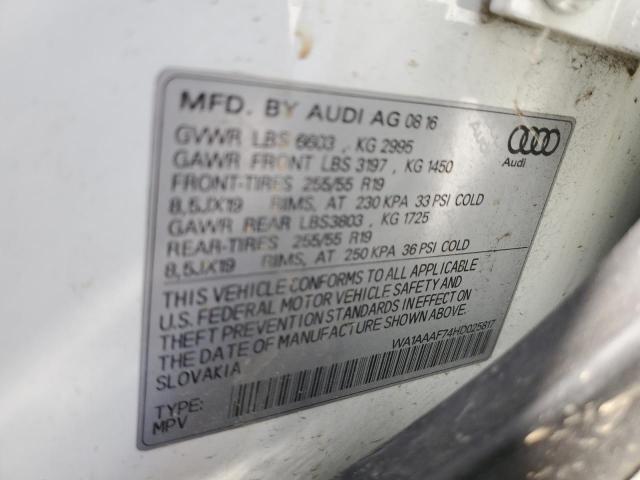 MFD. BY AUDI AG 08 16
GVWR LBS 6603 , KG 2995
GAWR FRONT LBS 3197 , KG 1450
FRONT-TIRES 255/55 R19
8,5JX19 RIMS, AT 230 KPA 33 PSI COLD
GAWR REAR LBS3803 , KG 1725
REAR-TIRES 255/55 R19
8,5JX19 RIMS, AT 250 KPA 36 PSI COLD
Audi
THIS VEHICLE CONFORMS TO ALL APPLICABLE
U.S. FEDERAL MOTOR VEHICLE SAFETY AND
THEFT PREVENTION STANDARDS IN EFFECT ON
THE DATE OF MANUFACTURE SHOWN ABOVE.
SLOVAKIA
WA1AAAF74HD025817
TYPE:
MPV